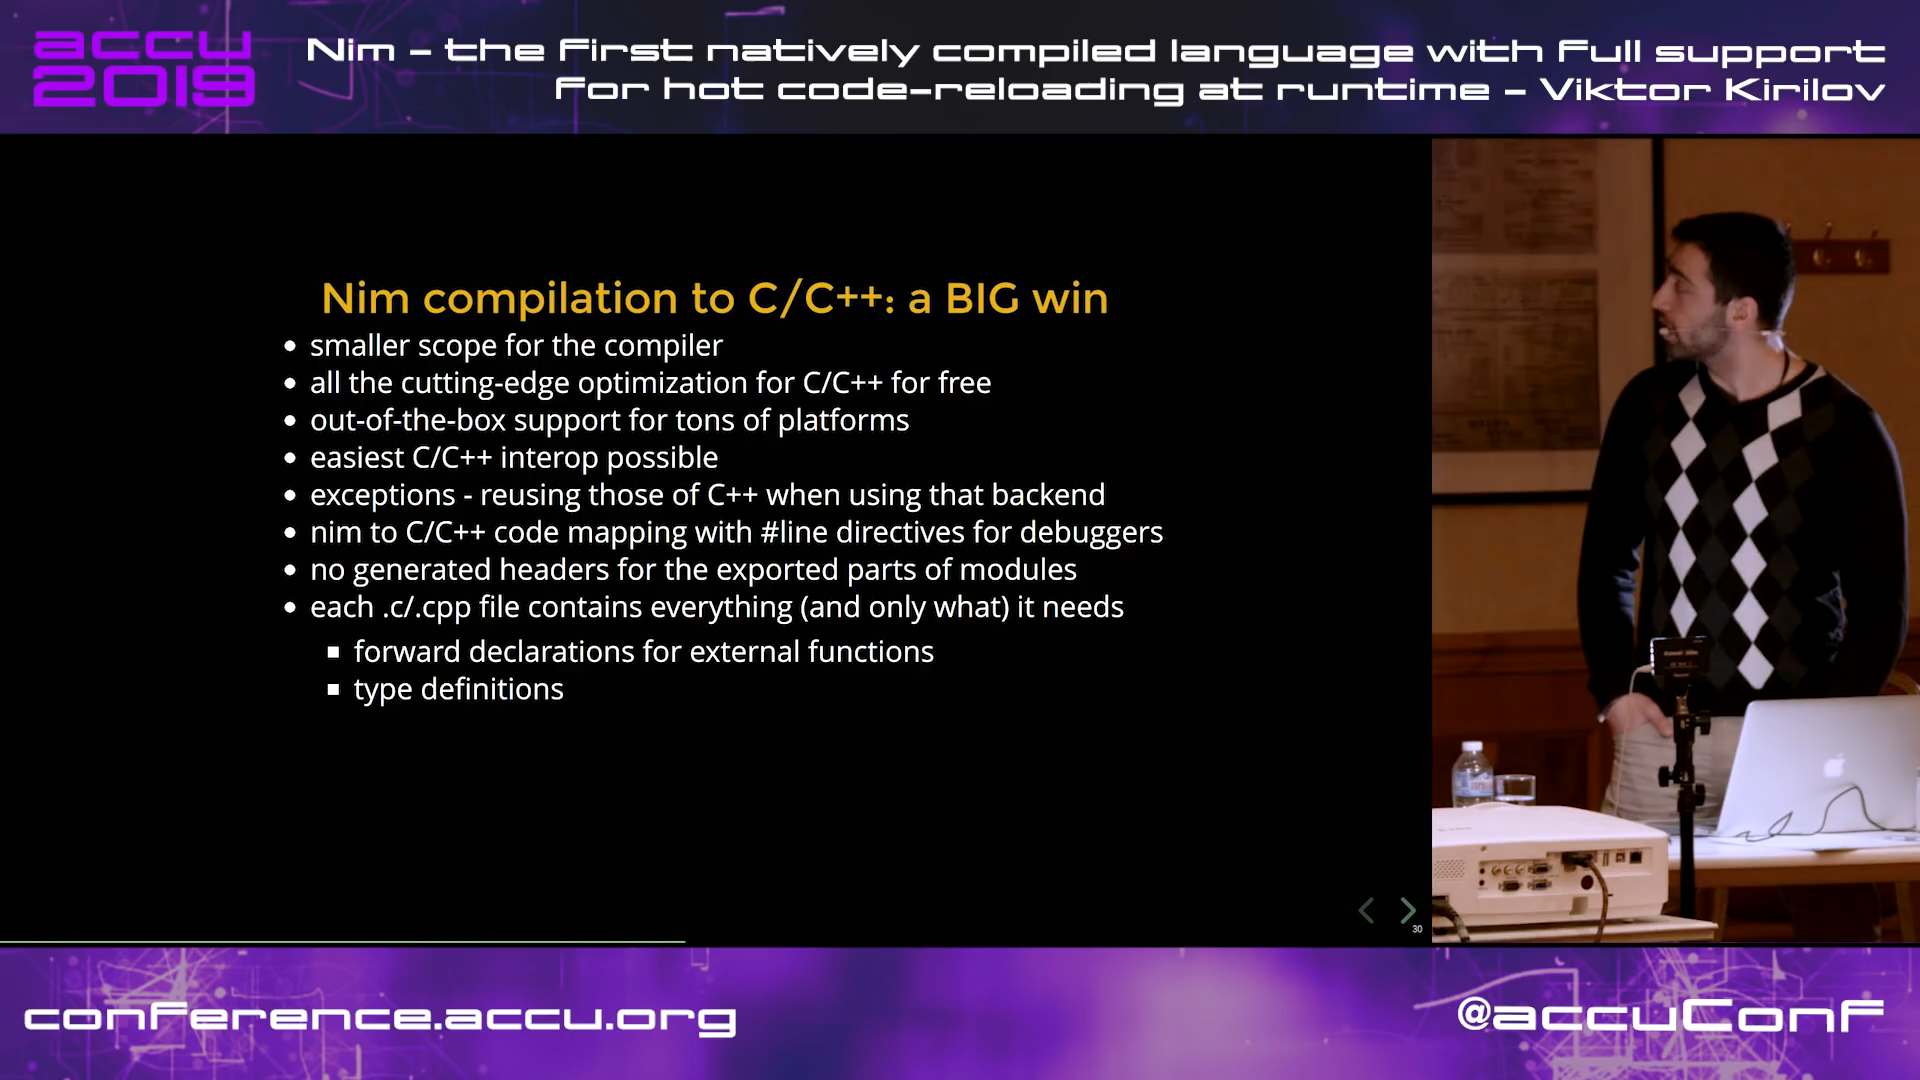 accu
2019
Nim - the first natively compiled language with full support
for hot code-reloading at runtime - Viktor Kirilov
Nim compilation to C/C++: a BIG win
smaller scope for the compiler
all the cutting-edge optimization for C/C++ for free
out-of-the-box support for tons of platforms
easiest C/C++ interop possible
exceptions - reusing those of C++ when using that backend
nim to C/C++ code mapping with #line directives for debuggers
no generated headers for the exported parts of modules
each .c/.cpp file contains everything (and only what) it needs
forward declarations for external functions
type definitions
30
conference.accu.org
@accuConf